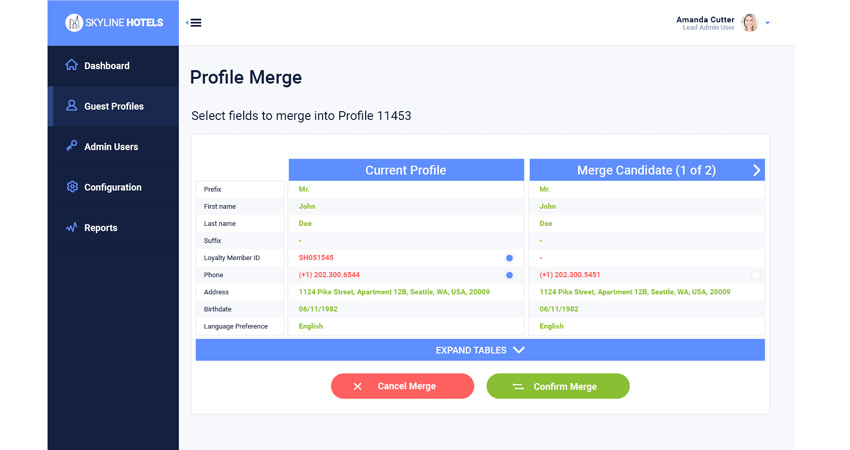 SKYLINE HOTELS
Amanda Cutter
Lead Admin User
Dashboard
Guest Profiles
Admin Users
Configuration
Reports
Profile Merge
Select fields to merge into Profile 11453
Current Profile Merge Candidate (1 of 2)
Prefix Mr. Mr.
First name John John
Last name Doe Doe
Suffix - -
Loyalty Member ID SH051545 -
Phone (+1) 202.300.6544 (+1) 202.300.5451
Address 1124 Pike Street, Apartment 12B, Seattle, WA, USA, 20009 1124 Pike Street, Apartment 12B, Seattle, WA, USA, 20009
Birthdate 06/11/1982 06/11/1982
Language Preference English English
EXPAND TABLES
Cancel Merge Confirm Merge